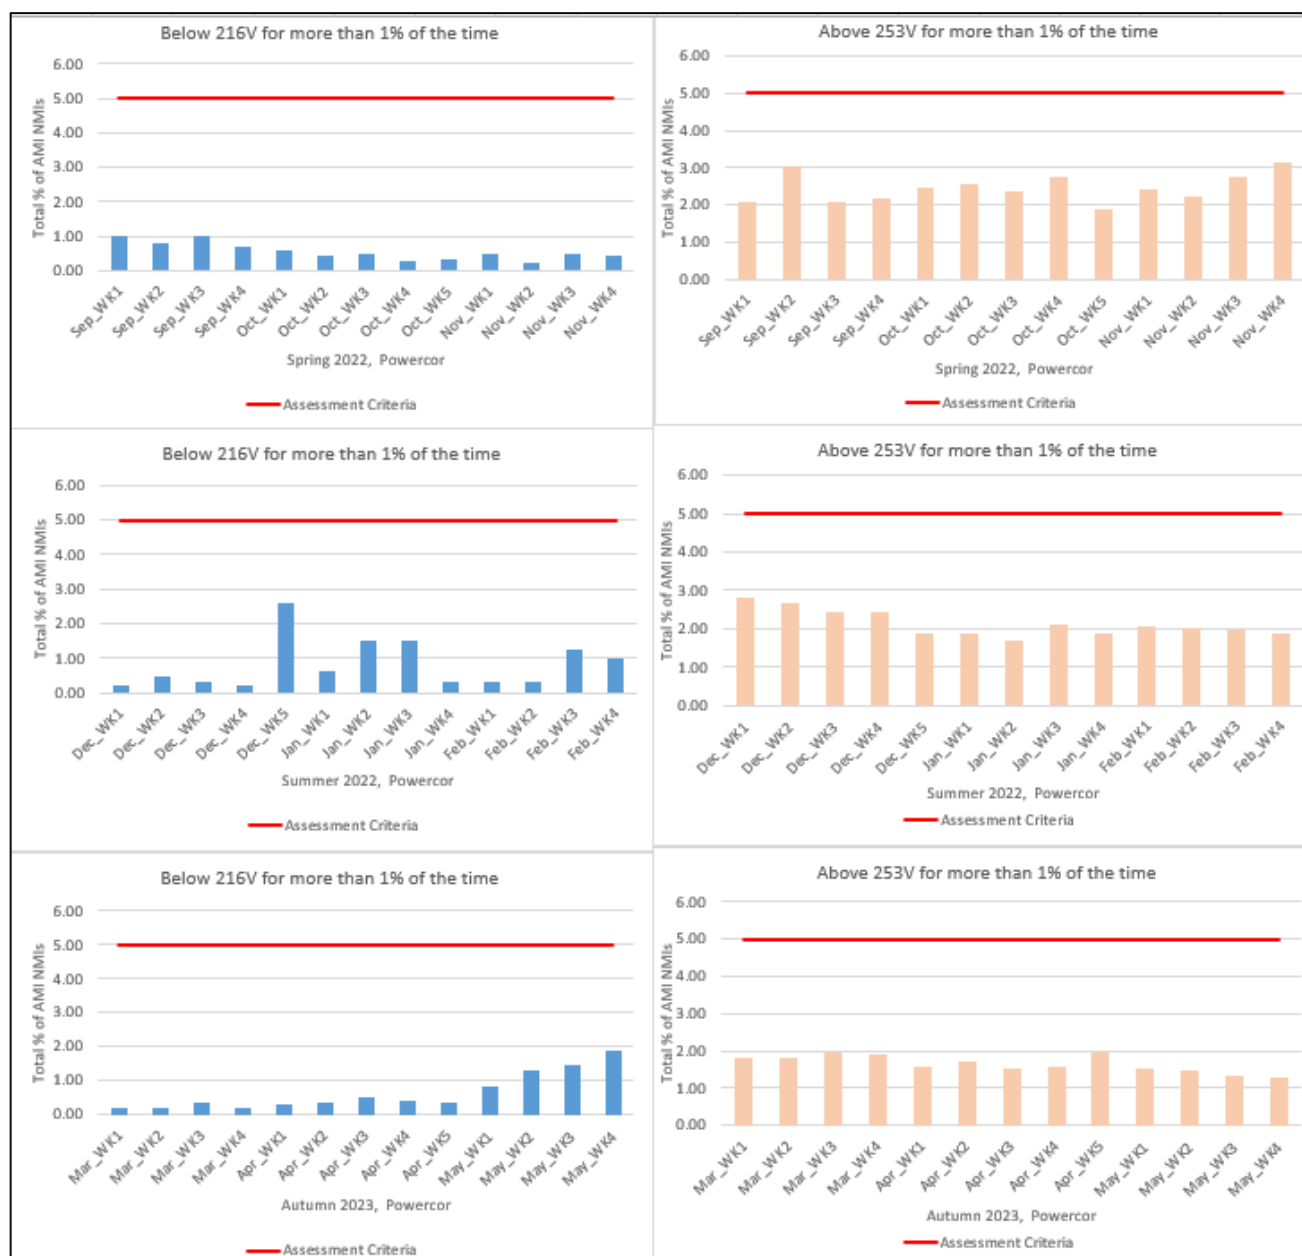 Below 216V for more than 1% of the time
Total % of AMI NMIs
6.00
5.00
4.00
3.00
2.00
1.00
0.00
Sep_WK1
Sep_WK2
Sep_WK3
Sep_WK4
Oct_WK1
Oct_WK2
Oct_WK3
Oct_WK4
Oct_WK5
Nov_WK1
Nov_WK2
Nov_WK3
Nov_WK4
Spring 2022, Powercor
Assessment Criteria
Above 253V for more than 1% of the time
Total % of AMI NMIs
6.00
5.00
4.00
3.00
2.00
1.00
0.00
Sep_WK1
Sep_WK2
Sep_WK3
Sep_WK4
Oct_WK1
Oct_WK2
Oct_WK3
Oct_WK4
Oct_WK5
Nov_WK1
Nov_WK2
Nov_WK3
Nov_WK4
Spring 2022, Powercor
Assessment Criteria
Below 216V for more than 1% of the time
Total % of AMI NMIs
6.00
5.00
4.00
3.00
2.00
1.00
0.00
Dec_WK1
Dec_WK2
Dec_WK3
Dec_WK4
Dec_WK5
Jan_WK1
Jan_WK2
Jan_WK3
Jan_WK4
Feb_WK1
Feb_WK2
Feb_WK3
Feb_WK4
Summer 2022, Powercor
Assessment Criteria
Above 253V for more than 1% of the time
Total % of AMI NMIs
6.00
5.00
4.00
3.00
2.00
1.00
0.00
Dec_WK1
Dec_WK2
Dec_WK3
Dec_WK4
Dec_WK5
Jan_WK1
Jan_WK2
Jan_WK3
Jan_WK4
Feb_WK1
Feb_WK2
Feb_WK3
Feb_WK4
Summer 2022, Powercor
Assessment Criteria
Below 216V for more than 1% of the time
Total % of AMI NMIs
6.00
5.00
4.00
3.00
2.00
1.00
0.00
Mar_WK1
Mar_WK2
Mar_WK3
Mar_WK4
Apr_WK1
Apr_WK2
Apr_WK3
Apr_WK4
Apr_WK5
May_WK1
May_WK2
May_WK3
May_WK4
Autumn 2023, Powercor
Assessment Criteria
Above 253V for more than 1% of the time
Total % of AMI NMIs
6.00
5.00
4.00
3.00
2.00
1.00
0.00
Mar_WK1
Mar_WK2
Mar_WK3
Mar_WK4
Apr_WK1
Apr_WK2
Apr_WK3
Apr_WK4
Apr_WK5
May_WK1
May_WK2
May_WK3
May_WK4
Autumn 2023, Powercor
Assessment Criteria